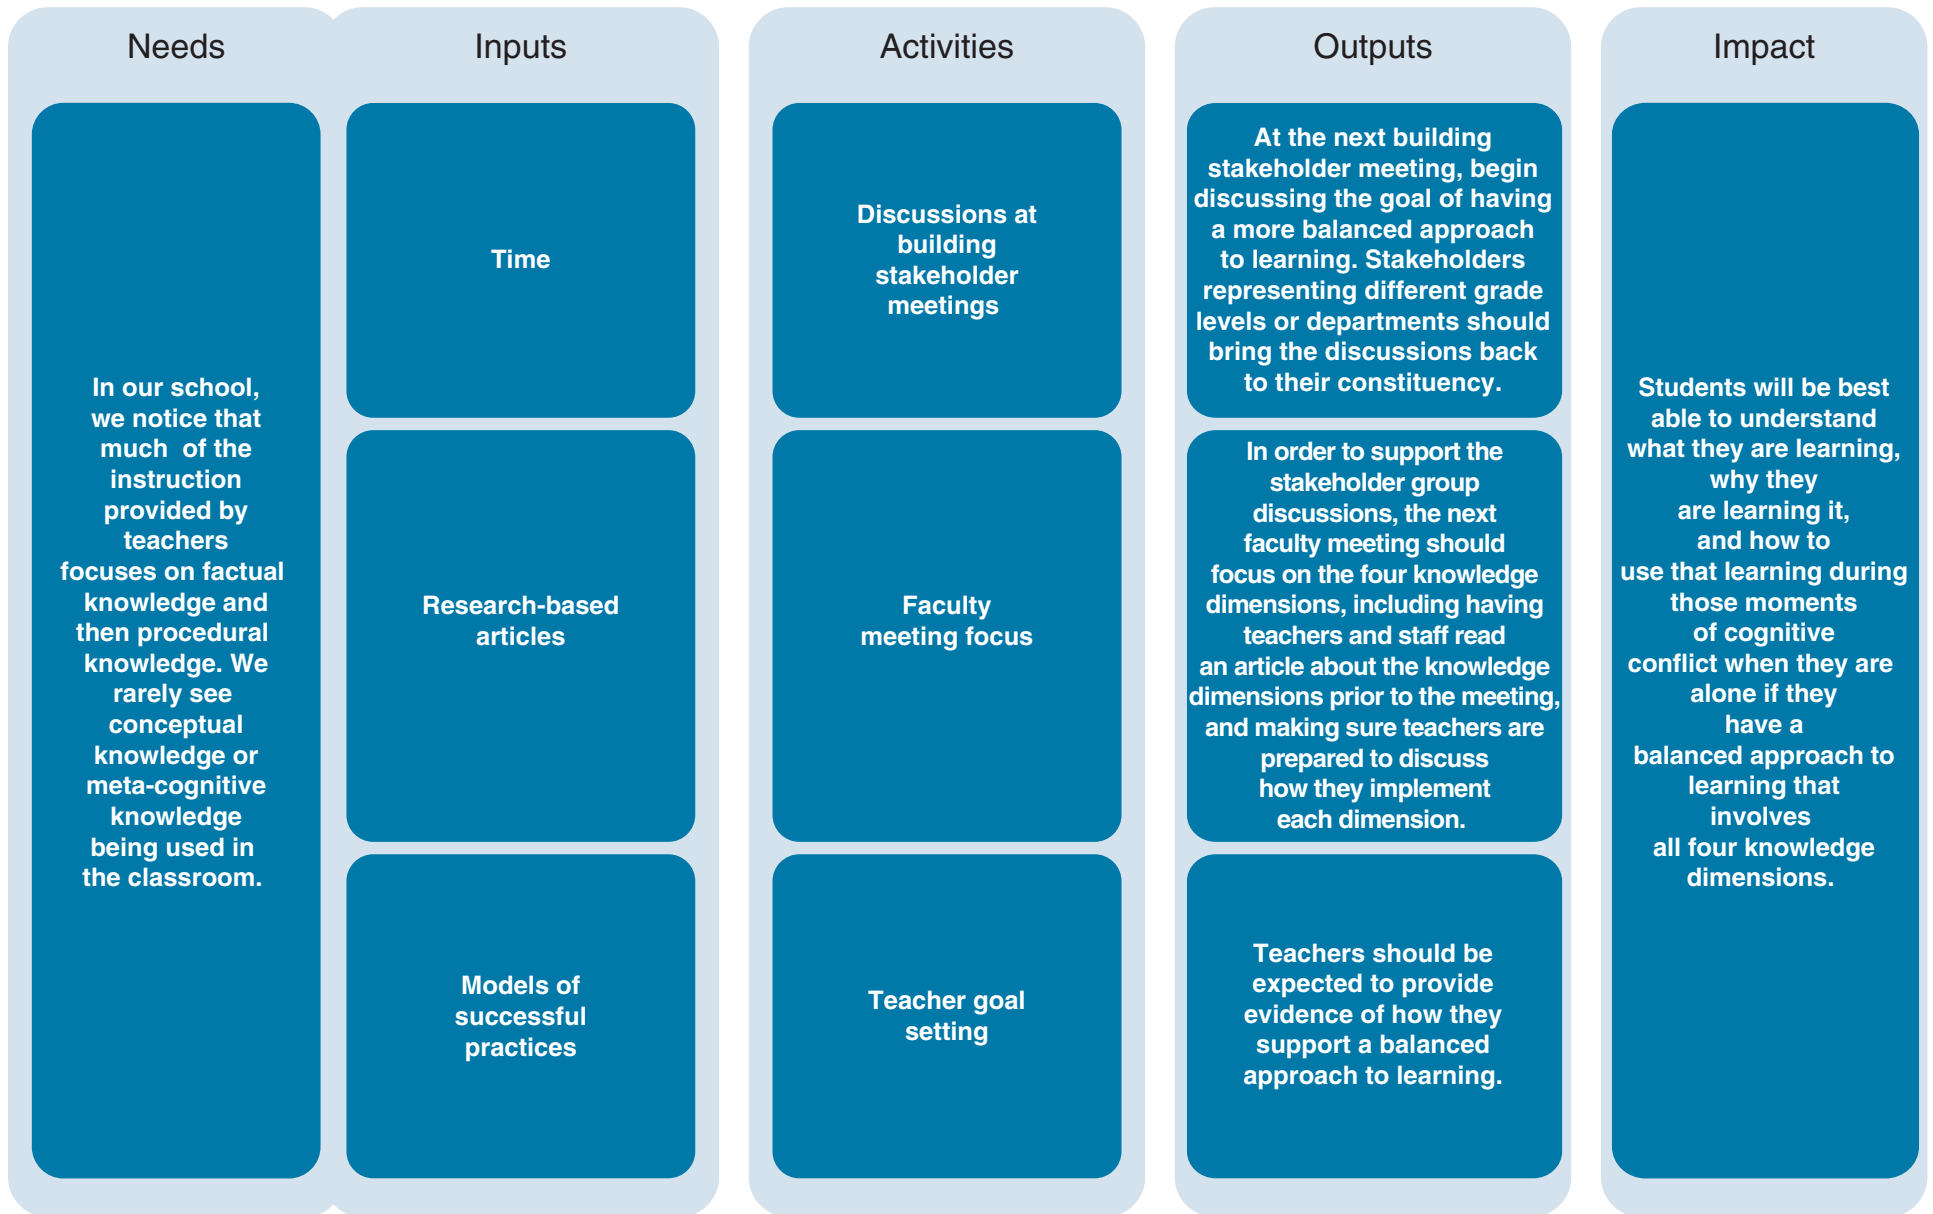 Needs
In our school,
we notice that
much of the
instruction
provided by
teachers
focuses on factual
knowledge and
then procedural
knowledge. We
rarely see
conceptual
knowledge or
meta-cognitive
knowledge
being used in
the classroom.
Inputs
Time
Research-based
articles
Models of
successful
practices
Activities
Discussions at
building
stakeholder
meetings
Faculty
meeting focus
Teacher goal
setting
Outputs
At the next building
stakeholder meeting, begin
discussing the goal of having
a more balanced approach
to learning. Stakeholders
representing different grade
levels or departments should
bring the discussions back
to their constituency.
In order to support the
stakeholder group
discussions, the next
faculty meeting should
focus on the four knowledge
dimensions, including having
teachers and staff read
an article about the knowledge
dimensions prior to the meeting,
and making sure teachers are
prepared to discuss
how they implement
each dimension.
Teachers should be
expected to provide
evidence of how they
support a balanced
approach to learning.
Impact
Students will be best
able to understand
what they are learning,
why they
are learning it,
and how to
use that learning during
those moments
of cognitive
conflict when they are
alone if they
have a
balanced approach to
learning that
involves
all four knowledge
dimensions.